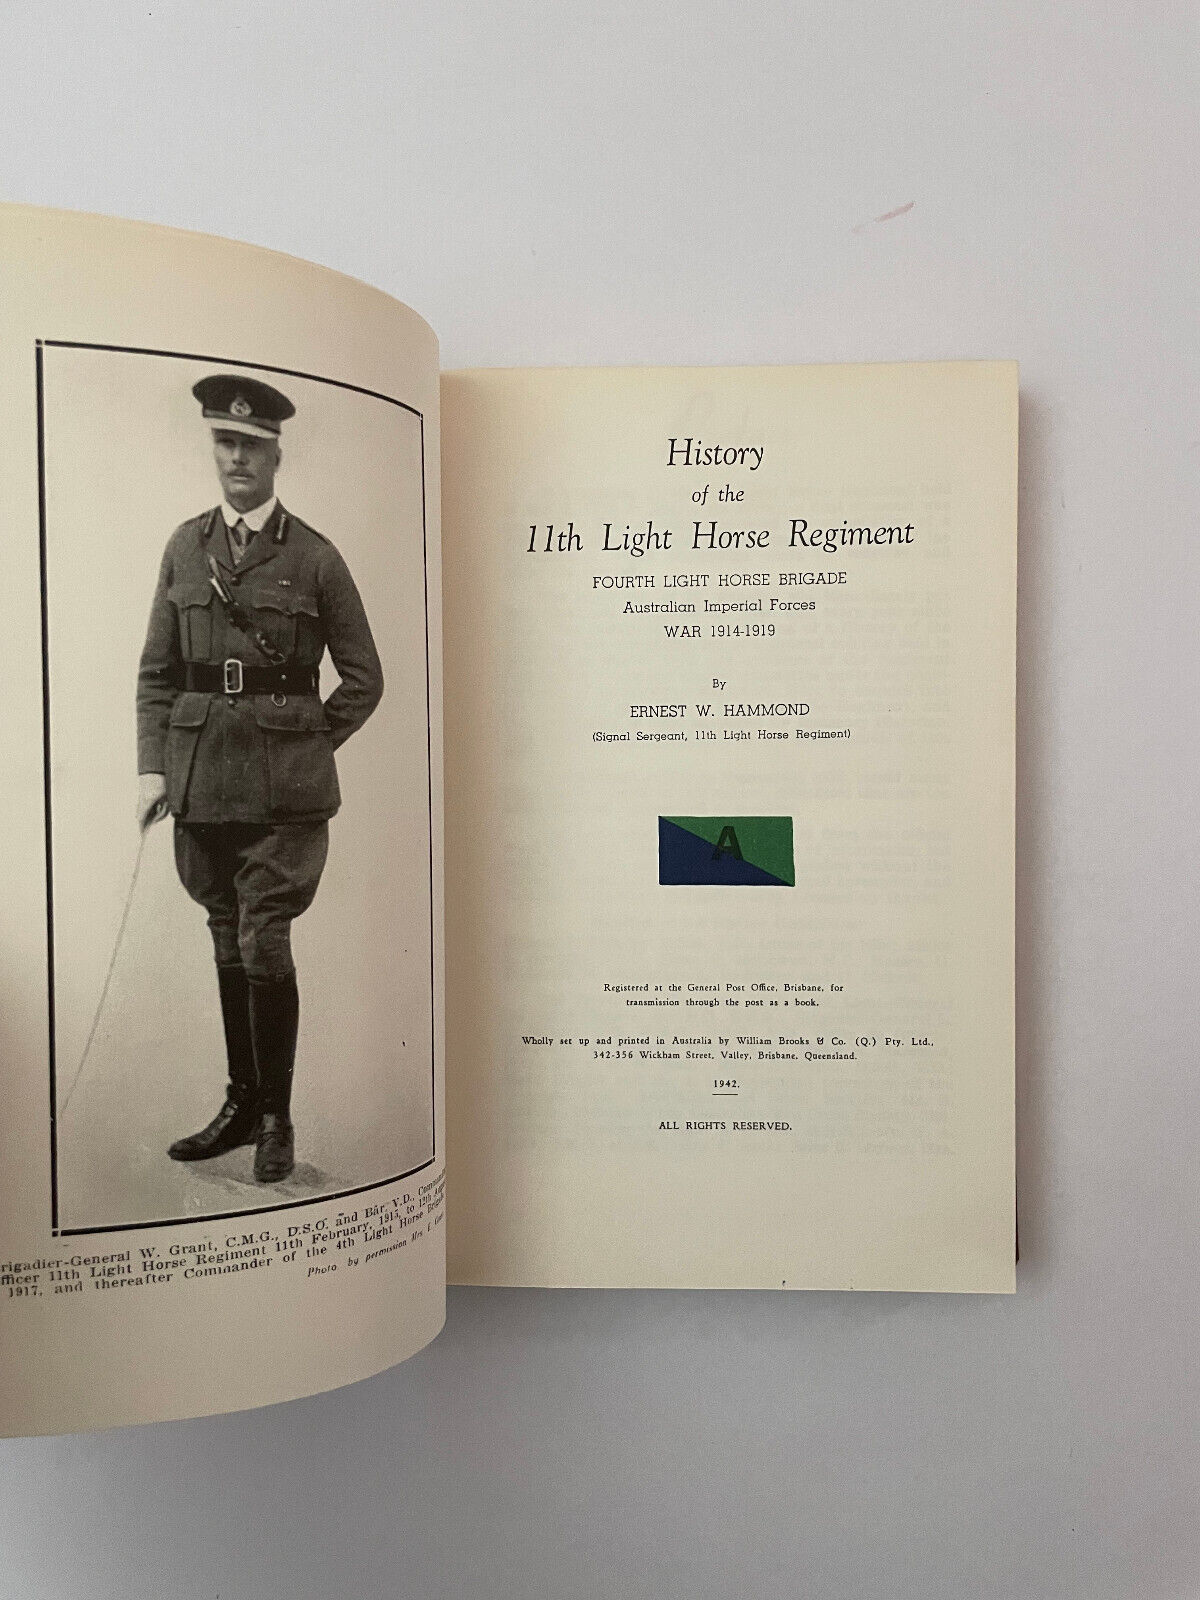 rigadier-General W. Grant, C.M.G., D.S.O. and Bar, V.D.,
fficer 11th Light Horse Regiment 11th February, 1915, to 12th
1917, and thereafter Commander of the 4th Light Horse Brigade
Photo by permission Mrs.
History
of the
11th Light Horse Regiment
FOURTH LIGHT HORSE BRIGADE
Australian Imperial Forces
WAR 1914-1919
By
ERNEST W. HAMMOND
(Signal Sergeant, 11th Light Horse Regiment)
A
Registered at the General Post Office, Brisbane, for
transmission through the post as a book.
Wholly set up and printed in Australia by William Brooks & Co. (Q.) Pty. Ltd.,
342-356 Wickham Street, Valley, Brisbane, Queensland.
1942.
ALL RIGHTS RESERVED.